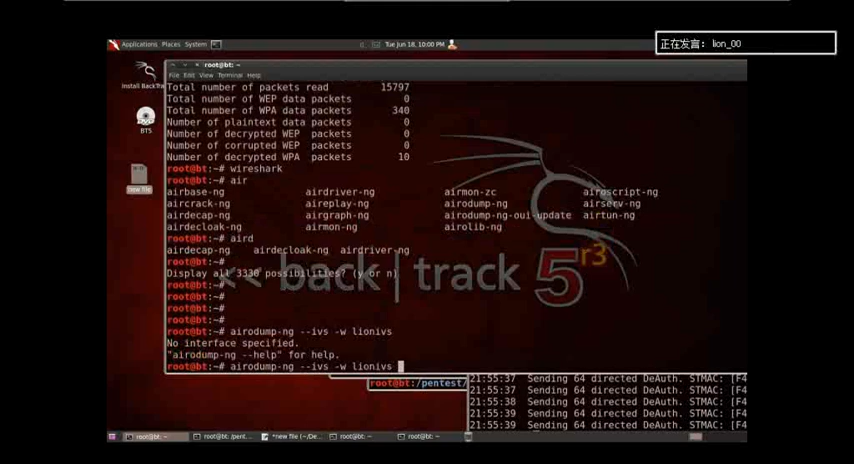 Applications Places System
Tue Jun 18, 10:00 PM
正在发言： lion_00
root@bt: ~
File Edit View Terminal Help
Install BackTra
BT5
new file
Total number of packets read 15797
Total number of WEP data packets 0
Total number of WPA data packets 340
Number of plaintext data packets 0
Number of decrypted WEP packets 0
Number of corrupted WEP packets 0
Number of decrypted WPA packets 10
root@bt:~# wireshark
root@bt:~# air
airbase-ng airdriver-ng airmon-zc airoscript-ng
aircrack-ng aireplay-ng airodump-ng airserv-ng
airdecap-ng airgraph-ng airodump-ng-oui-update airtun-ng
airdecloak-ng airmon-ng airolib-ng
root@bt:~# aird
airdecap-ng airdecloak-ng airdriver-ng
root@bt:~#
Display all 3330 possibilities? (y or n)
root@bt:~#
root@bt:~#
root@bt:~#
root@bt:~#
root@bt:~# airodump-ng --ivs -w lionivs
No interface specified.
"airodump-ng --help" for help.
root@bt:~# airodump-ng --ivs -w lionivs
<< back|track 5 r3
root@bt:/pentest/
21:55:37 Sending 64 directed DeAuth. STMAC: [F4
21:55:37 Sending 64 directed DeAuth. STMAC: [F4
21:55:38 Sending 64 directed DeAuth. STMAC: [F4
21:55:39 Sending 64 directed DeAuth. STMAC: [F4
21:55:39 Sending 64 directed DeAuth. STMAC: [F4
root@bt: ~
root@bt: /pent...
*new file (~/De...
root@bt: ~
root@bt: ~